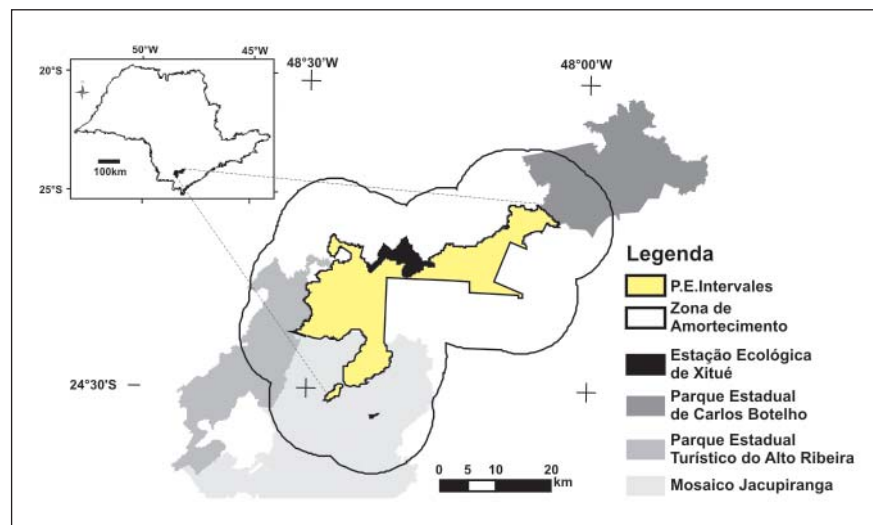 50°W
45°W
20°S
25°S
100km
48°30'W
48°00'W
24°30'S
Legenda
P.E.Intervales
Zona de
Amortecimento
Estação Ecológica
de Xitué
Parque Estadual
de Carlos Botelho
Parque Estadual
Turístico do Alto Ribeira
Mosaico Jacupiranga
0 5 10 20
km